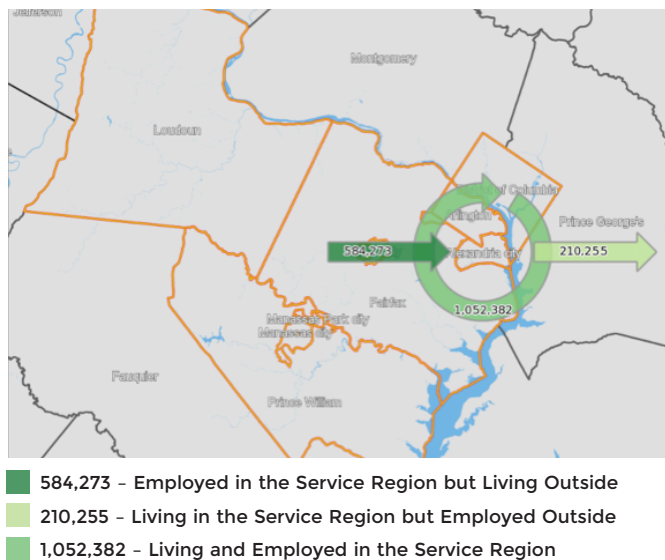 Jefferson
Montgomery
Loudoun
of Columbia
Arlington
Prince George's
584,273
Alexandria city
210,255
Fairfax
1,052,382
Manassas Park city
Manassas city
Fauquier
Prince William
584,273 – Employed in the Service Region but Living Outside
210,255 – Living in the Service Region but Employed Outside
1,052,382 – Living and Employed in the Service Region